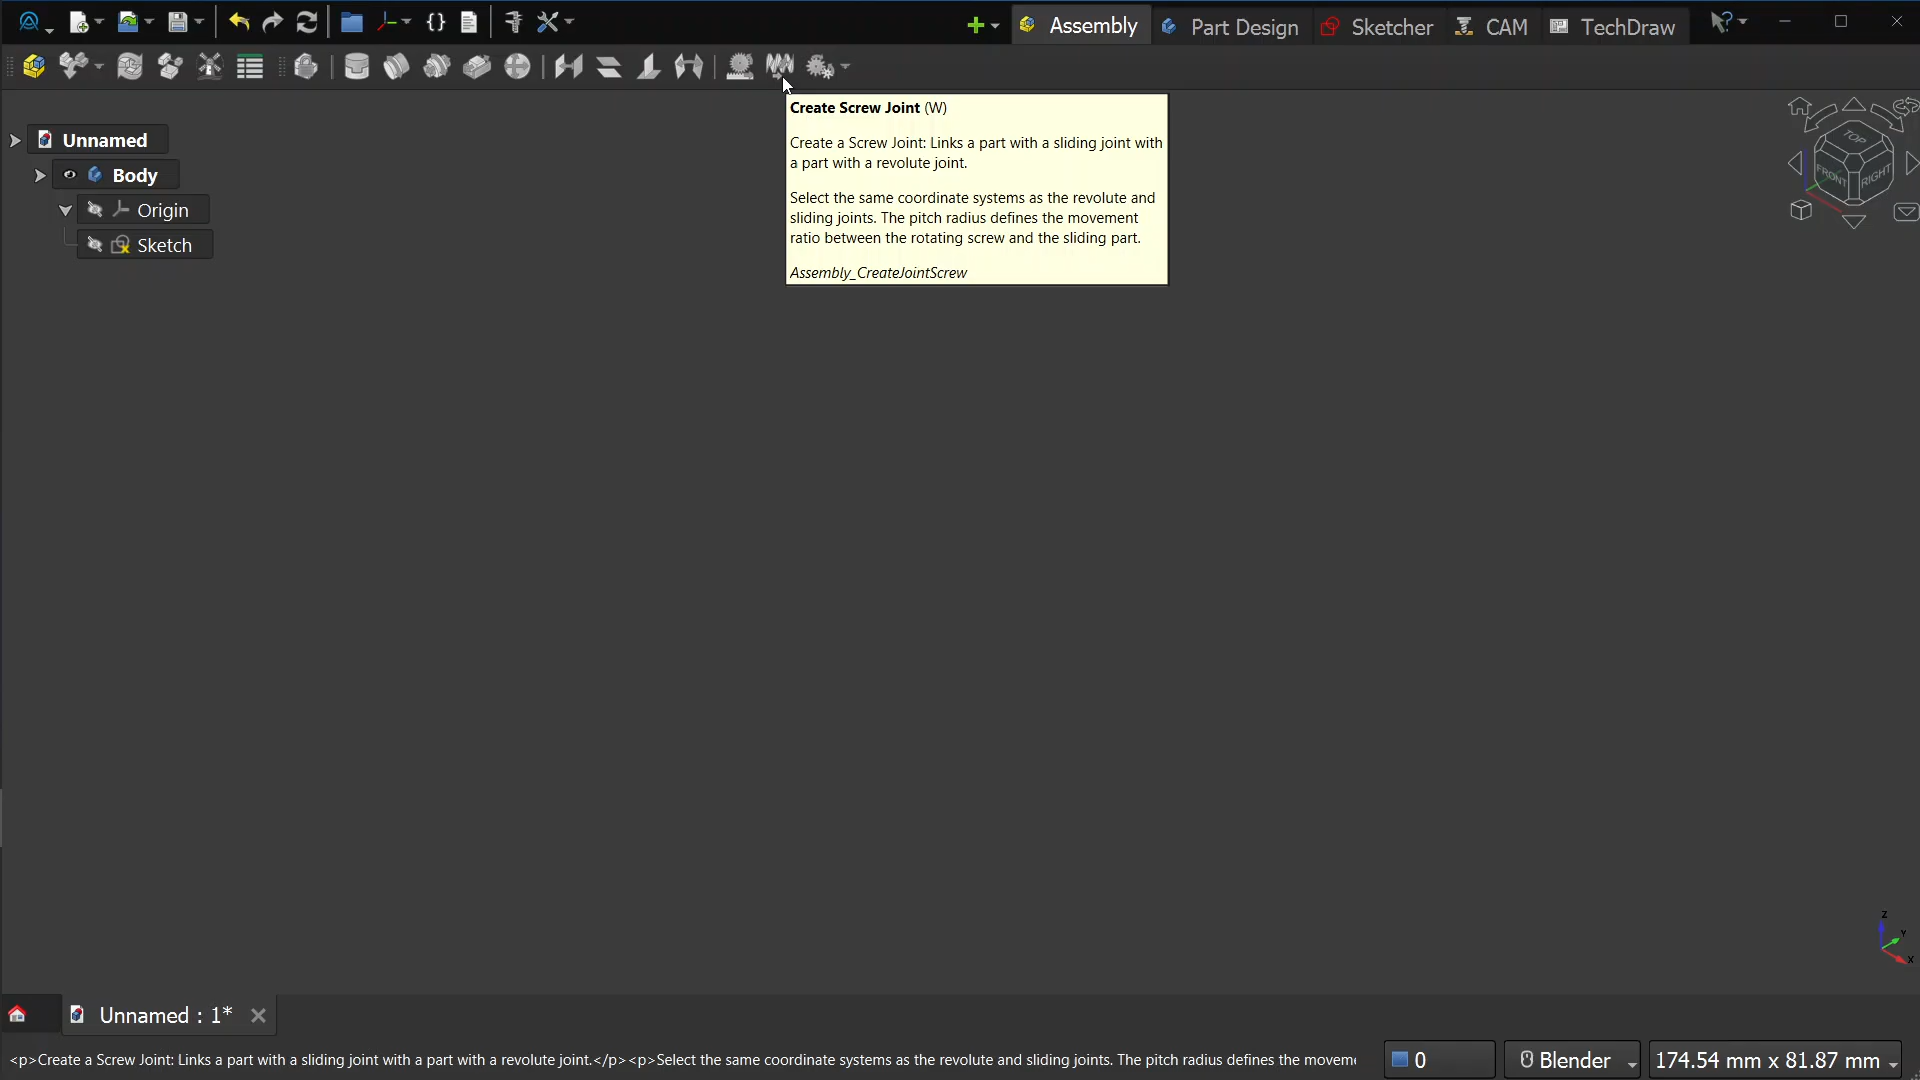 Assembly
Part Design
Sketcher
CAM
TechDraw
Create Screw Joint (W)
Create a Screw Joint: Links a part with a sliding joint with
a part with a revolute joint.
Select the same coordinate systems as the revolute and
sliding joints. The pitch radius defines the movement
ratio between the rotating screw and the sliding part.
Assembly_CreateJointScrew
Unnamed
Body
Origin
Sketch
TOP
FRONT
RIGHT
Z
Y
X
Unnamed : 1*
<p>Create a Screw Joint: Links a part with a sliding joint with a part with a revolute joint.</p><p>Select the same coordinate systems as the revolute and sliding joints. The pitch radius defines the moveme
0
Blender
174.54 mm x 81.87 mm